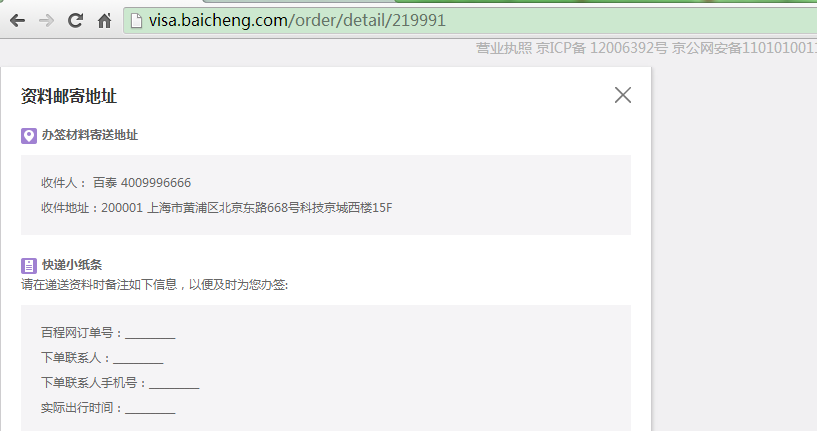 visa.baicheng.com/order/detail/219991
营业执照 京ICP备 12006392号 京公网安备110101001
资料邮寄地址
办签材料寄送地址
收件人： 百泰 4009996666
收件地址：200001 上海市黄浦区北京东路668号科技京城西楼15F
快递小纸条
请在递送资料时备注如下信息，以便及时为您办签:
百程网订单号：________
下单联系人：________
下单联系人手机号：________
实际出行时间：________